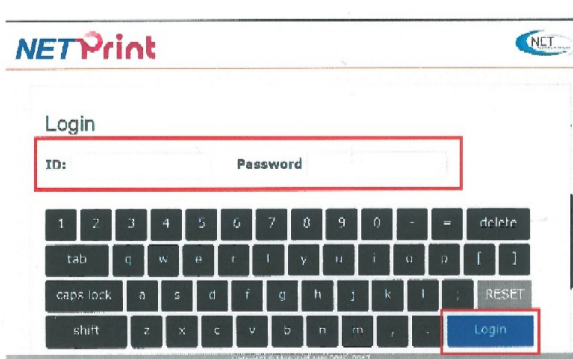 NETPrint
NET
Login
ID: Password
1 2 3 4 5 6 7 8 9 0 - = delete
tab q w e r t y u i o p [ ]
caps lock a s d f g h j k l ; RESET
shift z x c v b n m , . Login